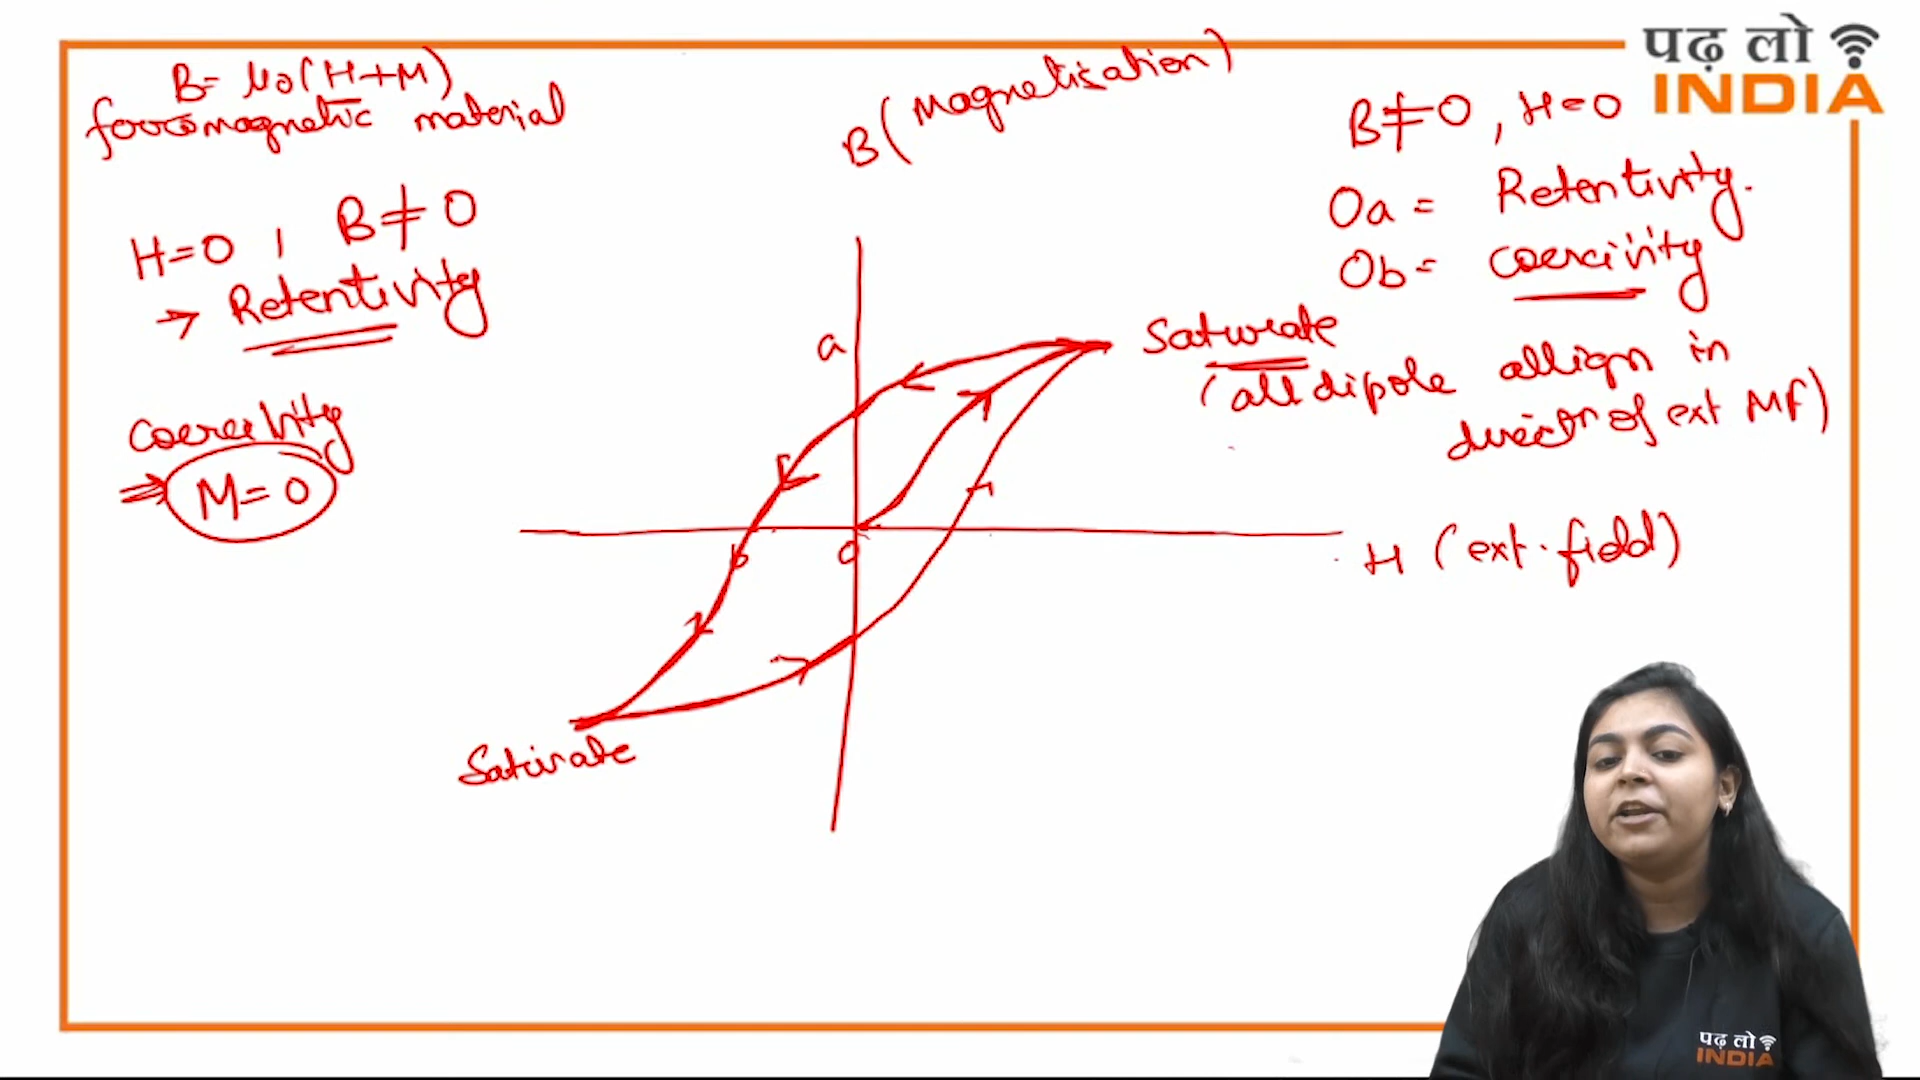 B= μ0(H+M)
ferromagnetic material
H=0 , B≠0
→ Retentivity
Coercivity
⇒ M=0
B(Magnetisation)
a
b
O
Saturate
H (ext. field)
B≠0, H=0
Oa = Retentivity.
Ob = Coercivity
Saturate
(all dipole allign in
directn of ext MF)
पढ़ लो
INDIA
पढ़ लो
INDIA